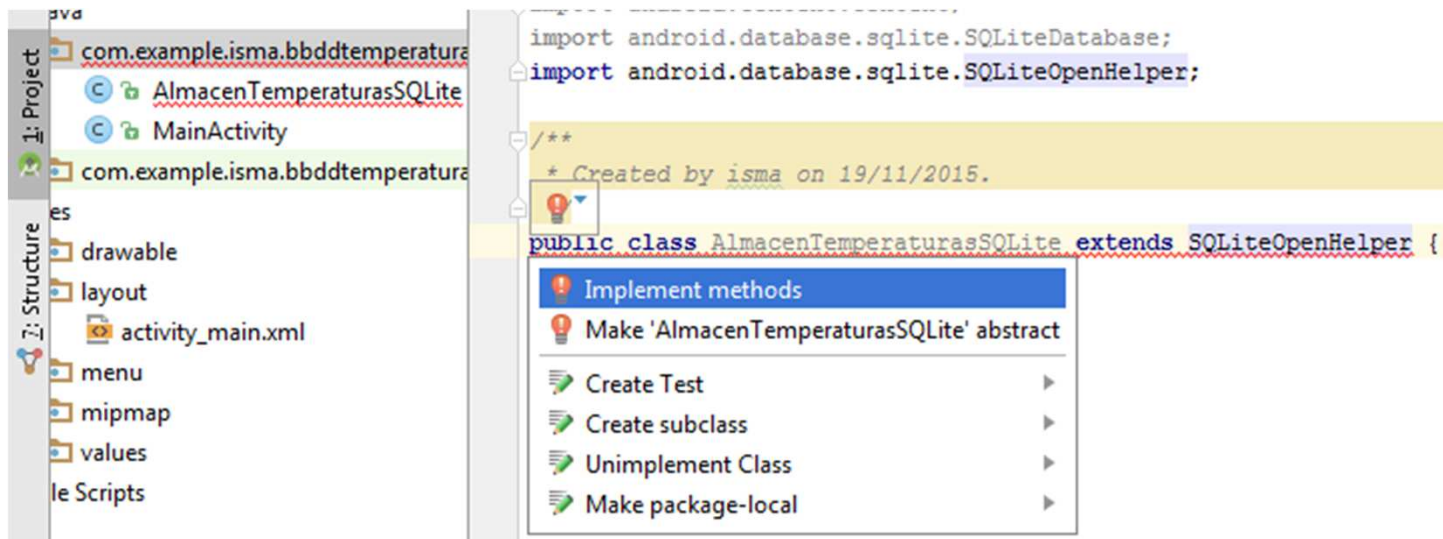 ava
com.example.isma.bbddtemperatura
AlmacenTemperaturasSQLite
MainActivity
com.example.isma.bbddtemperatura
es
drawable
layout
activity_main.xml
menu
mipmap
values
le Scripts
1: Project
7: Structure
import android.database.sqlite.SQLiteDatabase;
import android.database.sqlite.SQLiteOpenHelper;
/**
* Created by isma on 19/11/2015.
public class AlmacenTemperaturasSQLite extends SQLiteOpenHelper {
Implement methods
Make 'AlmacenTemperaturasSQLite' abstract
Create Test
Create subclass
Unimplement Class
Make package-local